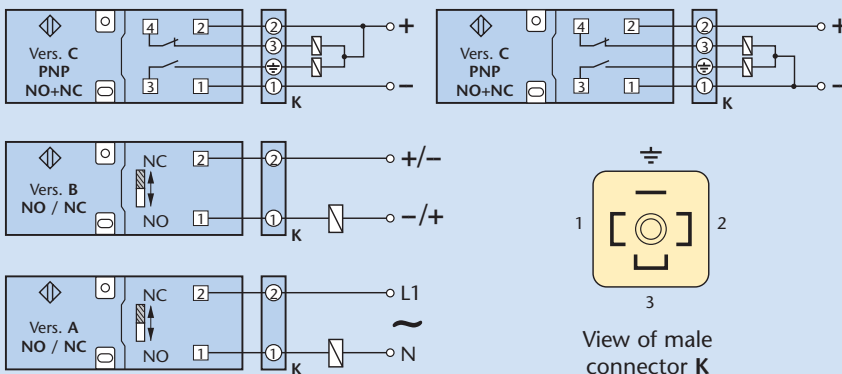 4 2 2 +
Vers. C 3
PNP
NO+NC 3 1 1 −
K
4 2 2 +
Vers. C 3
PNP
NO+NC 3 1 1 −
K
NC 2 2 +/−
Vers. B
NO / NC NO 1 1 −/+
K
NC 2 2 L1
Vers. A ~
NO / NC NO 1 1 N
K
1 2
3
View of male
connector K